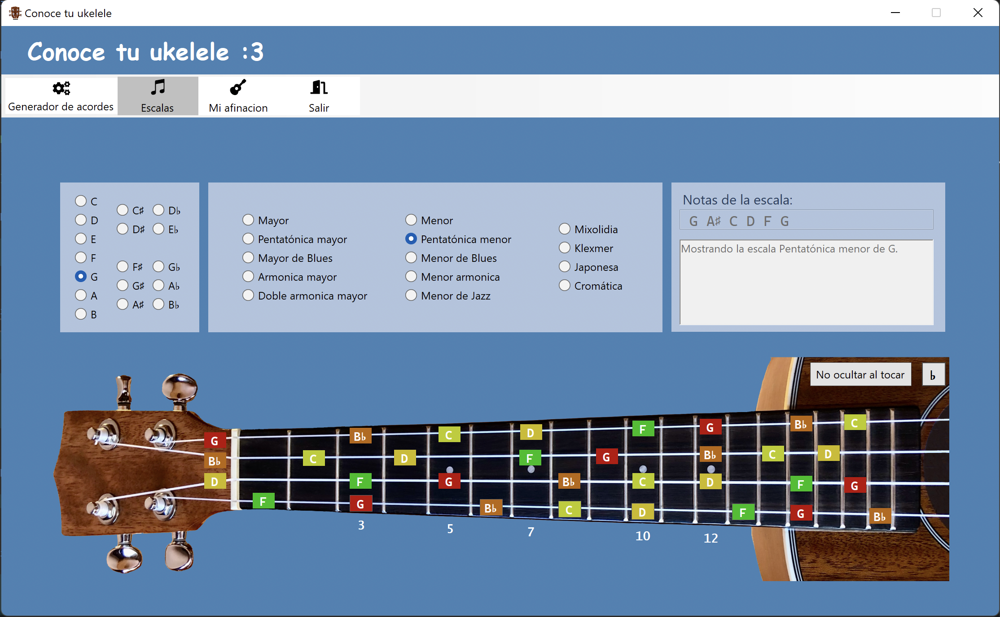 Conoce tu ukelele
Conoce tu ukelele :3
Generador de acordes
Escalas
Mi afinacion
Salir
C
D
E
F
G
A
B
C♯ D♭
D♯ E♭
F♯ G♭
G♯ A♭
A♯ B♭
Mayor
Pentatónica mayor
Mayor de Blues
Armonica mayor
Doble armonica mayor
Menor
Pentatónica menor
Menor de Blues
Menor armonica
Menor de Jazz
Mixolidia
Klexmer
Japonesa
Cromática
Notas de la escala:
G A♯ C D F G
Mostrando la escala Pentatónica menor de G.
No ocultar al tocar
♭
G B♭ C D F G B♭ C
B♭ C D F G B♭ C D
D F G B♭ C D F G
F G B♭ C D F G B♭
3 5 7 10 12